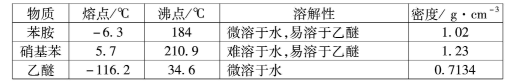 物质 熔点/℃ 沸点/℃ 溶解性 密度/ g·cm⁻³
苯胺 -6.3 184 微溶于水,易溶于乙醚 1.02
硝基苯 5.7 210.9 难溶于水,易溶于乙醚 1.23
乙醚 -116.2 34.6 微溶于水 0.7134